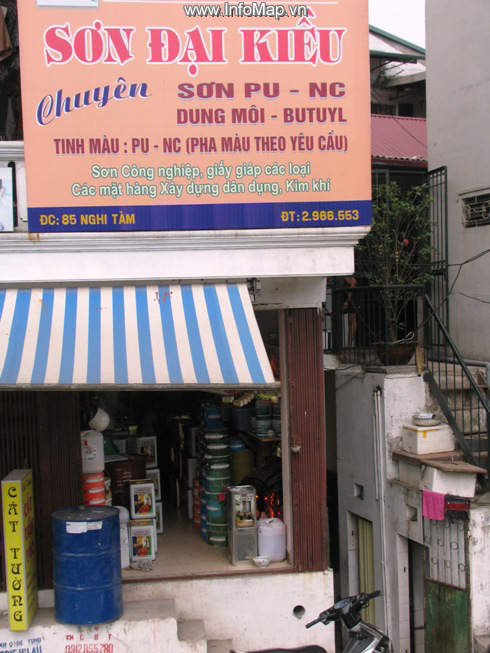 www.InfoMap.vn
SƠN ĐẠI KIỀU
Chuyên
SƠN PU - NC
DUNG MÔI - BUTUYL
TINH MÀU : PU - NC (PHA MÀU THEO YÊU CẦU)
Sơn Công nghiệp, giấy giáp các loại
Các mặt hàng Xây dựng dân dụng, Kim khí
ĐC: 85 NGHI TÀM
ĐT: 2.966.553
CÁT TƯỜNG